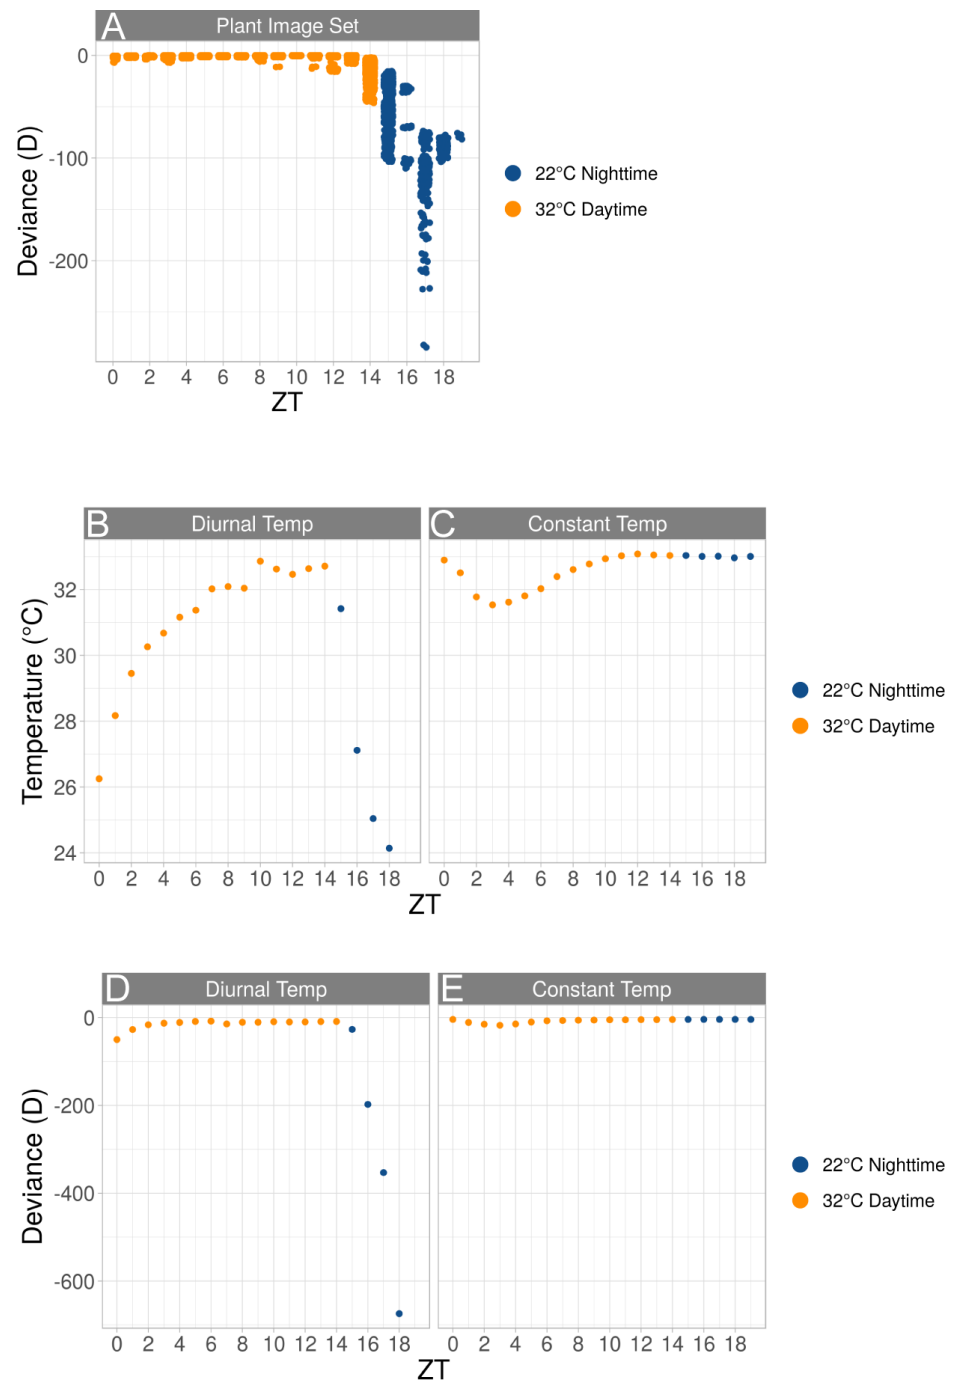 A Plant Image Set
Deviance (D)
0
-100
-200
0 2 4 6 8 10 12 14 16 18
ZT
22°C Nighttime
32°C Daytime
B Diurnal Temp
C Constant Temp
Temperature (°C)
32
30
28
26
24
0 2 4 6 8 10 12 14 16 18
0 2 4 6 8 10 12 14 16 18
ZT
22°C Nighttime
32°C Daytime
D Diurnal Temp
E Constant Temp
Deviance (D)
0
-200
-400
-600
0 2 4 6 8 10 12 14 16 18
0 2 4 6 8 10 12 14 16 18
ZT
22°C Nighttime
32°C Daytime